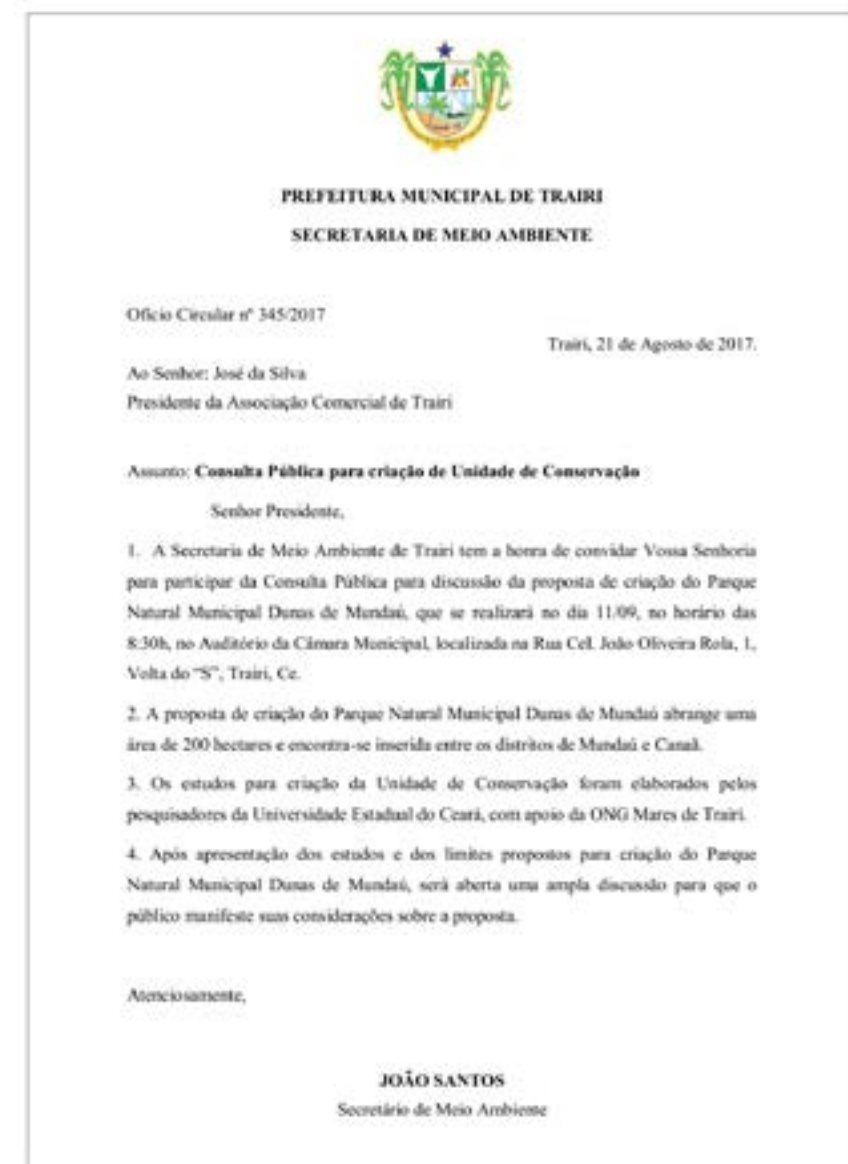 PREFEITURA MUNICIPAL DE TRAIRI
SECRETARIA DE MEIO AMBIENTE
Ofício Circular nº 345/2017
Trairi, 21 de Agosto de 2017.
Ao Senhor: José da Silva
Presidente da Associação Comercial de Trairi
Assunto: Consulta Pública para criação de Unidade de Conservação
Senhor Presidente,
1. A Secretaria de Meio Ambiente de Trairi tem a honra de convidar Vossa Senhoria
para participar da Consulta Pública para discussão da proposta de criação do Parque
Natural Municipal Dunas de Mundaú, que se realizará no dia 11/09, no horário das
8:30h, no Auditório da Câmara Municipal, localizada na Rua Cel. João Oliveira Rola, 1,
Volta do "S", Trairi, Ce.
2. A proposta de criação do Parque Natural Municipal Dunas de Mundaú abrange uma
área de 200 hectares e encontra-se inserida entre os distritos de Mundaú e Canaã.
3. Os estudos para criação da Unidade de Conservação foram elaborados pelos
pesquisadores da Universidade Estadual do Ceará, com apoio da ONG Mares de Trairi.
4. Após apresentação dos estudos e dos limites propostos para criação do Parque
Natural Municipal Dunas de Mundaú, será aberta uma ampla discussão para que o
público manifeste suas considerações sobre a proposta.
Atenciosamente,
JOÃO SANTOS
Secretário de Meio Ambiente